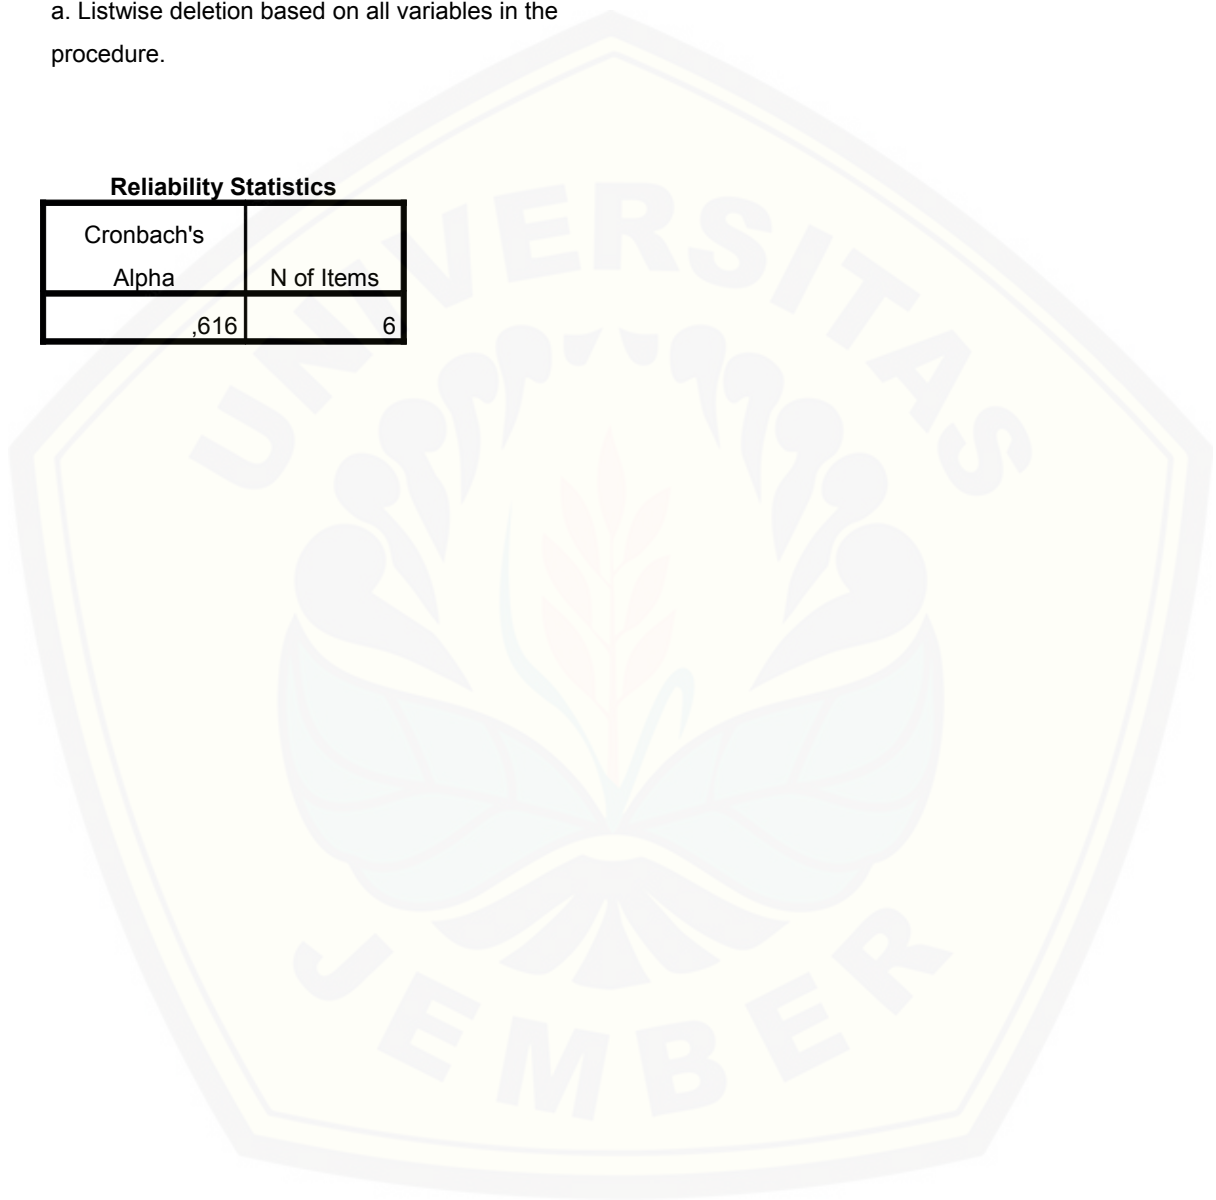 a. Listwise deletion based on all variables in the
procedure.
Reliability Statistics
Cronbach's
Alpha
N of Items
,616
6
UNIVERSITAS
JEMBER